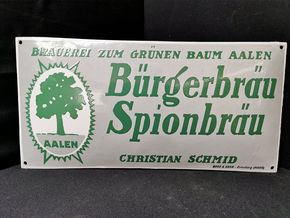 BRAUEREI ZUM GRÜNEN BAUM AALEN
Bürgerbräu
Spionbräu
AALEN
CHRISTIAN SCHMID